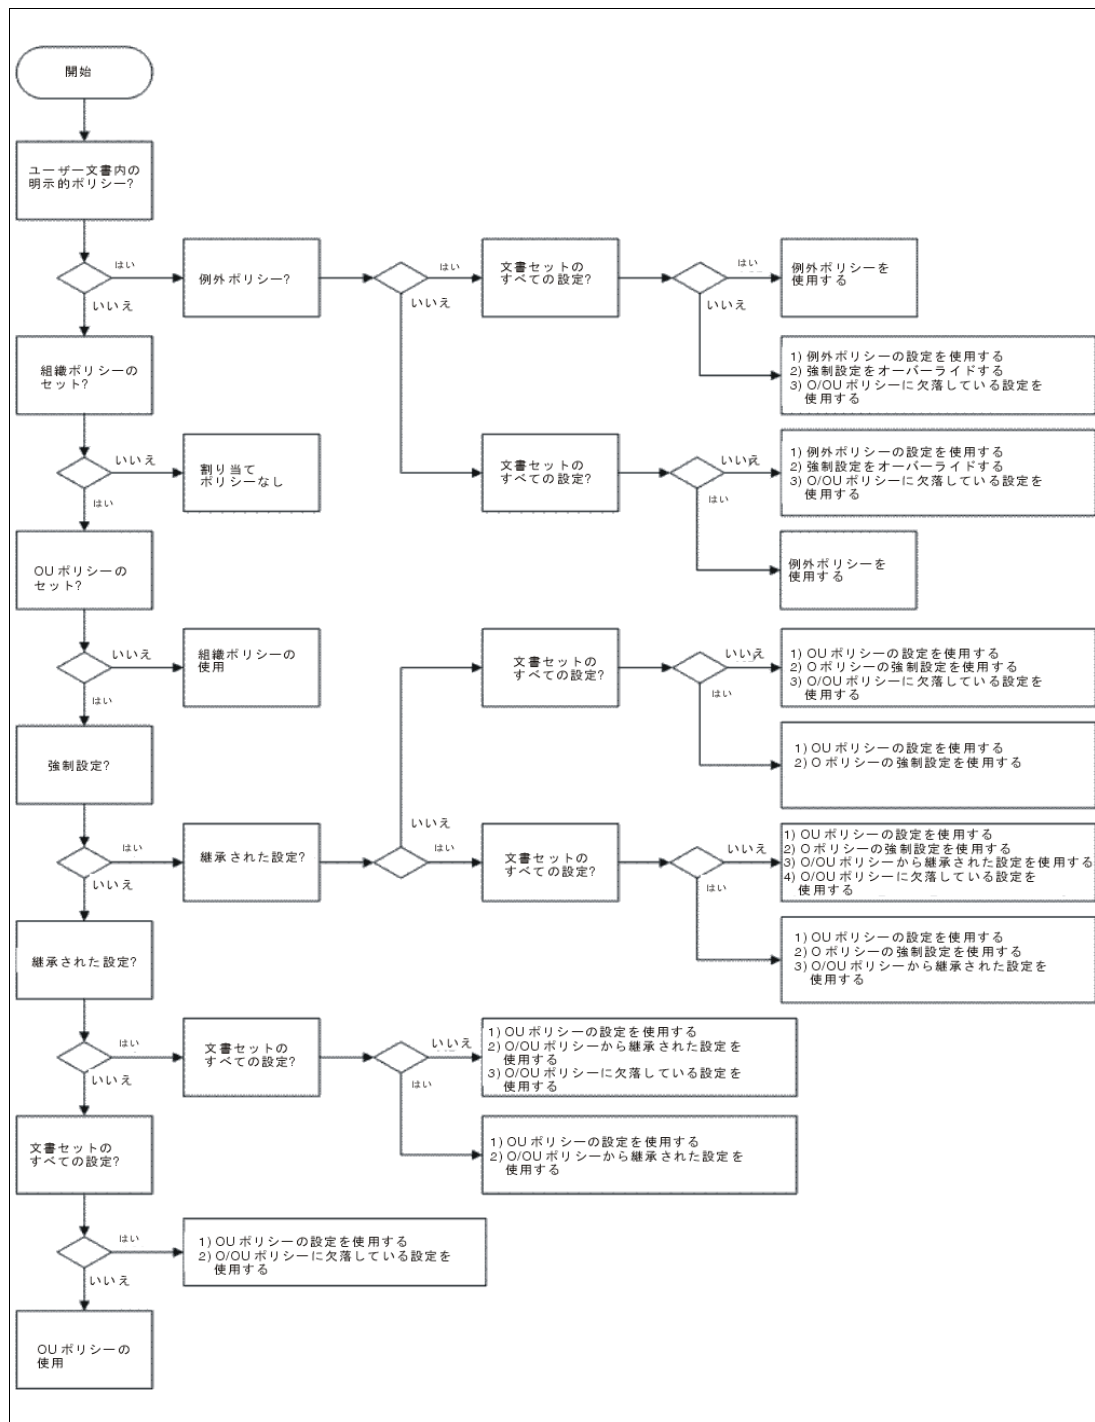 開始
ユーザー文書内の
明示的ポリシー?
はい
いいえ
例外ポリシー?
はい
いいえ
文書セットの
すべての設定?
はい
いいえ
例外ポリシーを
使用する
1) 例外ポリシーの設定を使用する
2) 強制設定をオーバーライドする
3) O/OU ポリシーに欠落している設定を
使用する
組織ポリシーの
セット?
いいえ
はい
割り当て
ポリシーなし
文書セットの
すべての設定?
いいえ
はい
1) 例外ポリシーの設定を使用する
2) 強制設定をオーバーライドする
3) O/OU ポリシーに欠落している設定を
使用する
例外ポリシーを
使用する
OU ポリシーの
セット?
いいえ
はい
組織ポリシーの
使用
文書セットの
すべての設定?
いいえ
はい
1) OU ポリシーの設定を使用する
2) O ポリシーの強制設定を使用する
3) O/OU ポリシーに欠落している設定を
使用する
1) OU ポリシーの設定を使用する
2) O ポリシーの強制設定を使用する
強制設定?
はい
いいえ
継承された設定?
いいえ
はい
文書セットの
すべての設定?
いいえ
はい
1) OU ポリシーの設定を使用する
2) O ポリシーの強制設定を使用する
3) O/OU ポリシーから継承された設定を使用する
4) O/OU ポリシーに欠落している設定を
使用する
1) OU ポリシーの設定を使用する
2) O ポリシーの強制設定を使用する
3) O/OU ポリシーから継承された設定を
使用する
継承された設定?
はい
いいえ
文書セットの
すべての設定?
いいえ
はい
1) OU ポリシーの設定を使用する
2) O/OU ポリシーから継承された設定を
使用する
3) O/OU ポリシーに欠落している設定を
使用する
1) OU ポリシーの設定を使用する
2) O/OU ポリシーから継承された設定を
使用する
文書セットの
すべての設定?
はい
いいえ
1) OU ポリシーの設定を使用する
2) O/OU ポリシーに欠落している設定を
使用する
OU ポリシーの
使用